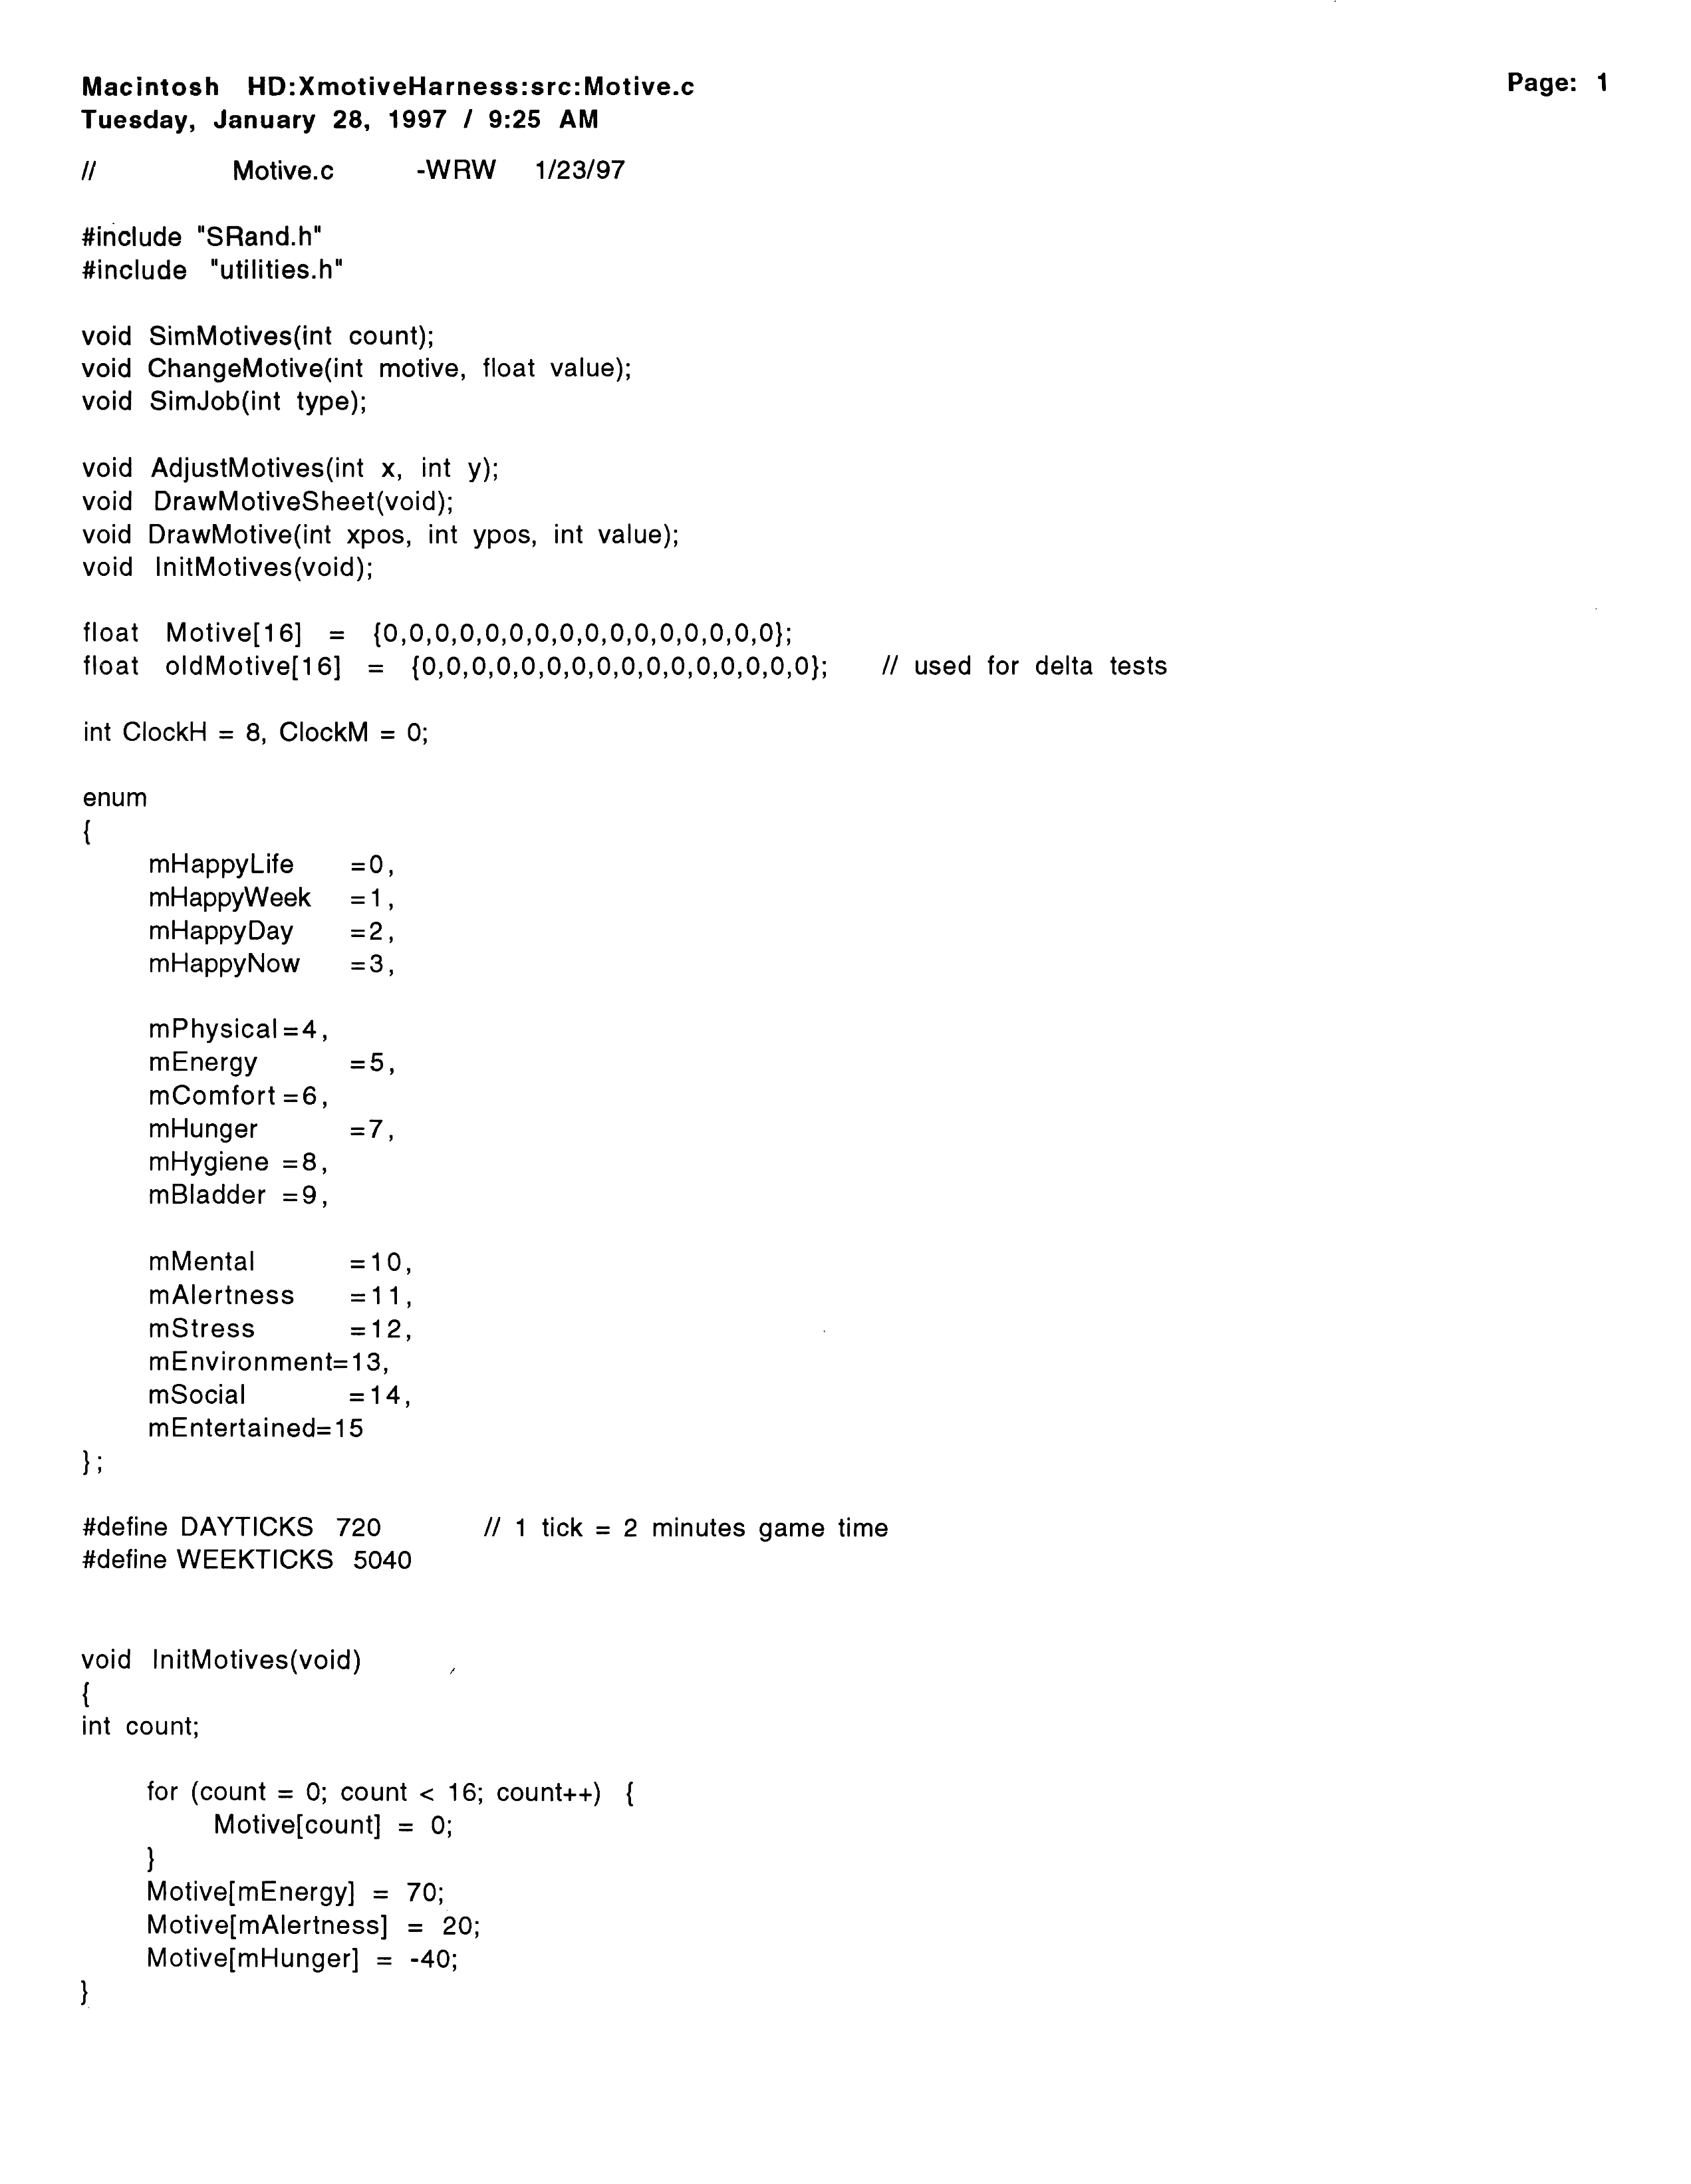 Macintosh HD:XmotiveHarness:src:Motive.c Page: 1
Tuesday, January 28, 1997 / 9:25 AM
// Motive.c -WRW 1/23/97
#include "SRand.h"
#include "utilities.h"
void SimMotives(int count);
void ChangeMotive(int motive, float value);
void SimJob(int type);
void AdjustMotives(int x, int y);
void DrawMotiveSheet(void);
void DrawMotive(int xpos, int ypos, int value);
void InitMotives(void);
float Motive[16] = {0,0,0,0,0,0,0,0,0,0,0,0,0,0,0,0};
float oldMotive[16] = {0,0,0,0,0,0,0,0,0,0,0,0,0,0,0,0}; // used for delta tests
int ClockH = 8, ClockM = 0;
enum
{
mHappyLife =0,
mHappyWeek =1,
mHappyDay =2,
mHappyNow =3,
mPhysical=4,
mEnergy =5,
mComfort=6,
mHunger =7,
mHygiene =8,
mBladder =9,
mMental =10,
mAlertness =11,
mStress =12,
mEnvironment=13,
mSocial =14,
mEntertained=15
};
#define DAYTICKS 720 // 1 tick = 2 minutes game time
#define WEEKTICKS 5040
void InitMotives(void)
{
int count;
for (count = 0; count < 16; count++) {
Motive[count] = 0;
}
Motive[mEnergy] = 70;
Motive[mAlertness] = 20;
Motive[mHunger] = -40;
}